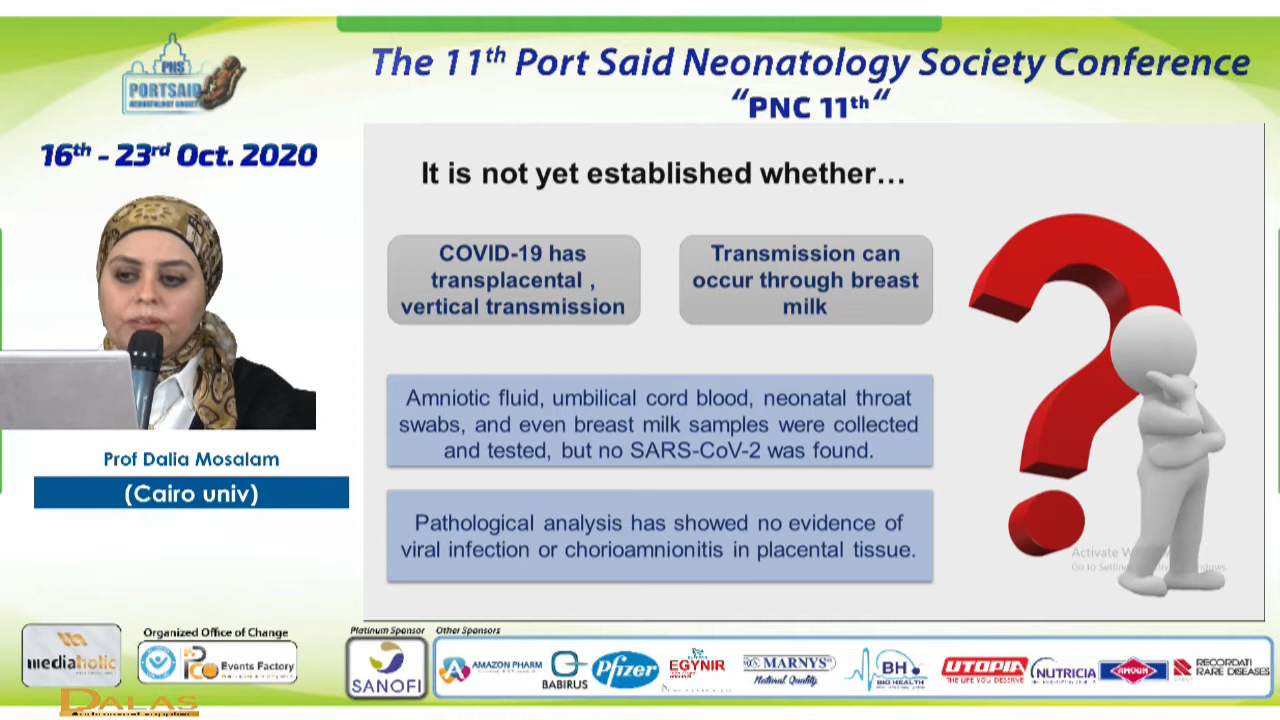 The 11th Port Said Neonatology Society Conference
“PNC 11th“
PNS
PORTSAID
NEONATOLOGY SOCIETY
16th - 23rd Oct. 2020
It is not yet established whether…
COVID-19 has
transplacental ,
vertical transmission
Transmission can
occur through breast
milk
Amniotic fluid, umbilical cord blood, neonatal throat
swabs, and even breast milk samples were collected
and tested, but no SARS-CoV-2 was found.
Pathological analysis has showed no evidence of
viral infection or chorioamnionitis in placental tissue.
Prof Dalia Mosalam
(Cairo univ)
Organized Office of Change
mediaholic
Events Factory
Platinum Sponsor
Other Sponsors
SANOFI
AMAZON PHARM
BABIRUS
Pfizer
EGYNIR
MARNYS
Natural Quality
BH
BIO HEALTH
UTOPIA
THE LIFE YOU DESERVE
NUTRICIA
AMOUN
RECORDATI
RARE DISEASES
DALAS